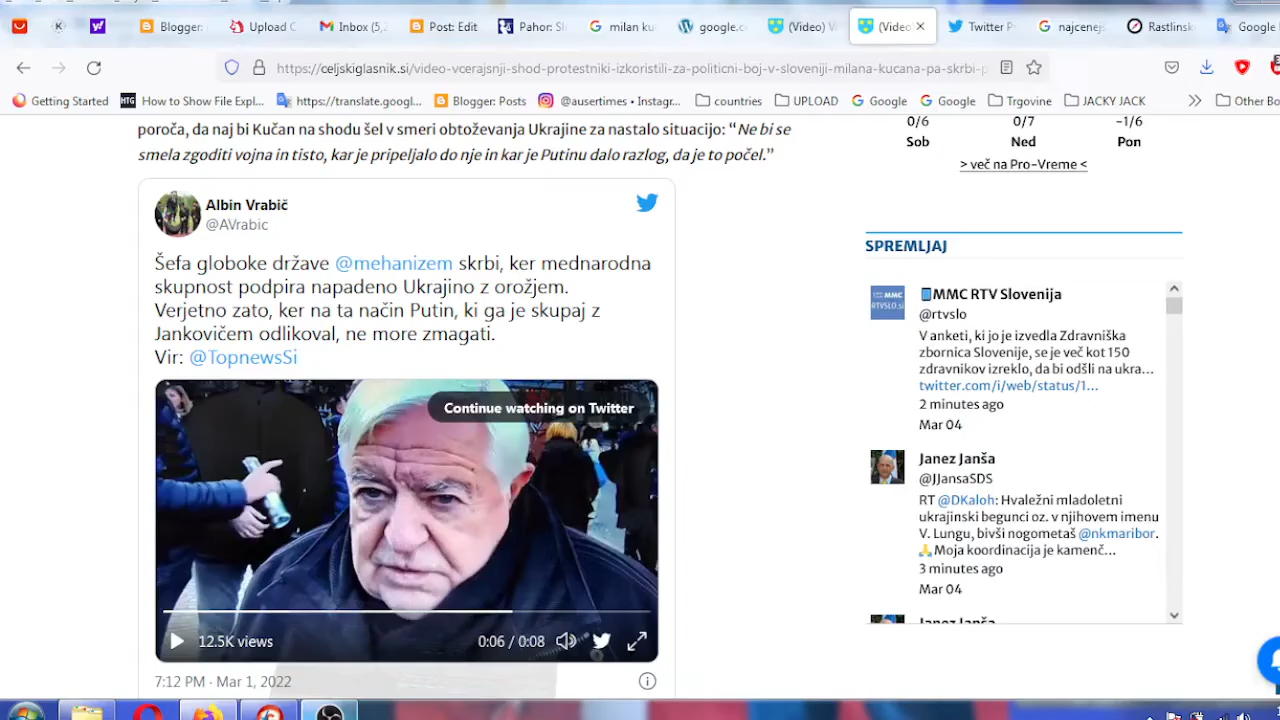 Blogger:
Upload C
Inbox (5,2
Post: Edit
Pahor: Sl
milan ku
google.c
(Video) V
(Video
Twitter P
najcenej
Rastlinsk
Google
https://celjskiglasnik.si/video-vcerajsnji-shod-protestniki-izkoristili-za-politicni-boj-v-sloveniji-milana-kucana-pa-skrbi-p
Getting Started
HTG How to Show File Expl...
https://translate.googl...
Blogger: Posts
@ausertimes • Instagr...
countries
UPLOAD
Google
Google
Trgovine
JACKY JACK
Other Bo
poroča, da naj bi Kučan na shodu šel v smeri obtoževanja Ukrajine za nastalo situacijo: “Ne bi se
smela zgoditi vojna in tisto, kar je pripeljalo do nje in kar je Putinu dalo razlog, da je to počel.”
Albin Vrabič
@AVrabic
Šefa globoke države @mehanizem skrbi, ker mednarodna
skupnost podpira napadeno Ukrajino z orožjem.
Verjetno zato, ker na ta način Putin, ki ga je skupaj z
Jankovičem odlikoval, ne more zmagati.
Vir: @TopnewsSi
Continue watching on Twitter
12.5K views
0:06 / 0:08
7:12 PM · Mar 1, 2022
0/6 0/7 -1/6
Sob Ned Pon
> več na Pro-Vreme <
SPREMLJAJ
MMC RTV Slovenija
@rtvslo
V anketi, ki jo je izvedla Zdravniška
zbornica Slovenije, se je več kot 150
zdravnikov izreklo, da bi odšli na ukra...
twitter.com/i/web/status/1...
2 minutes ago
Mar 04
Janez Janša
@JJansaSDS
RT @DKaloh: Hvaležni mladoletni
ukrajinski begunci oz. v njihovem imenu
V. Lungu, bivši nogometaš @nkmaribor.
🙏Moja koordinacija je kamenč...
3 minutes ago
Mar 04
Janez Janša